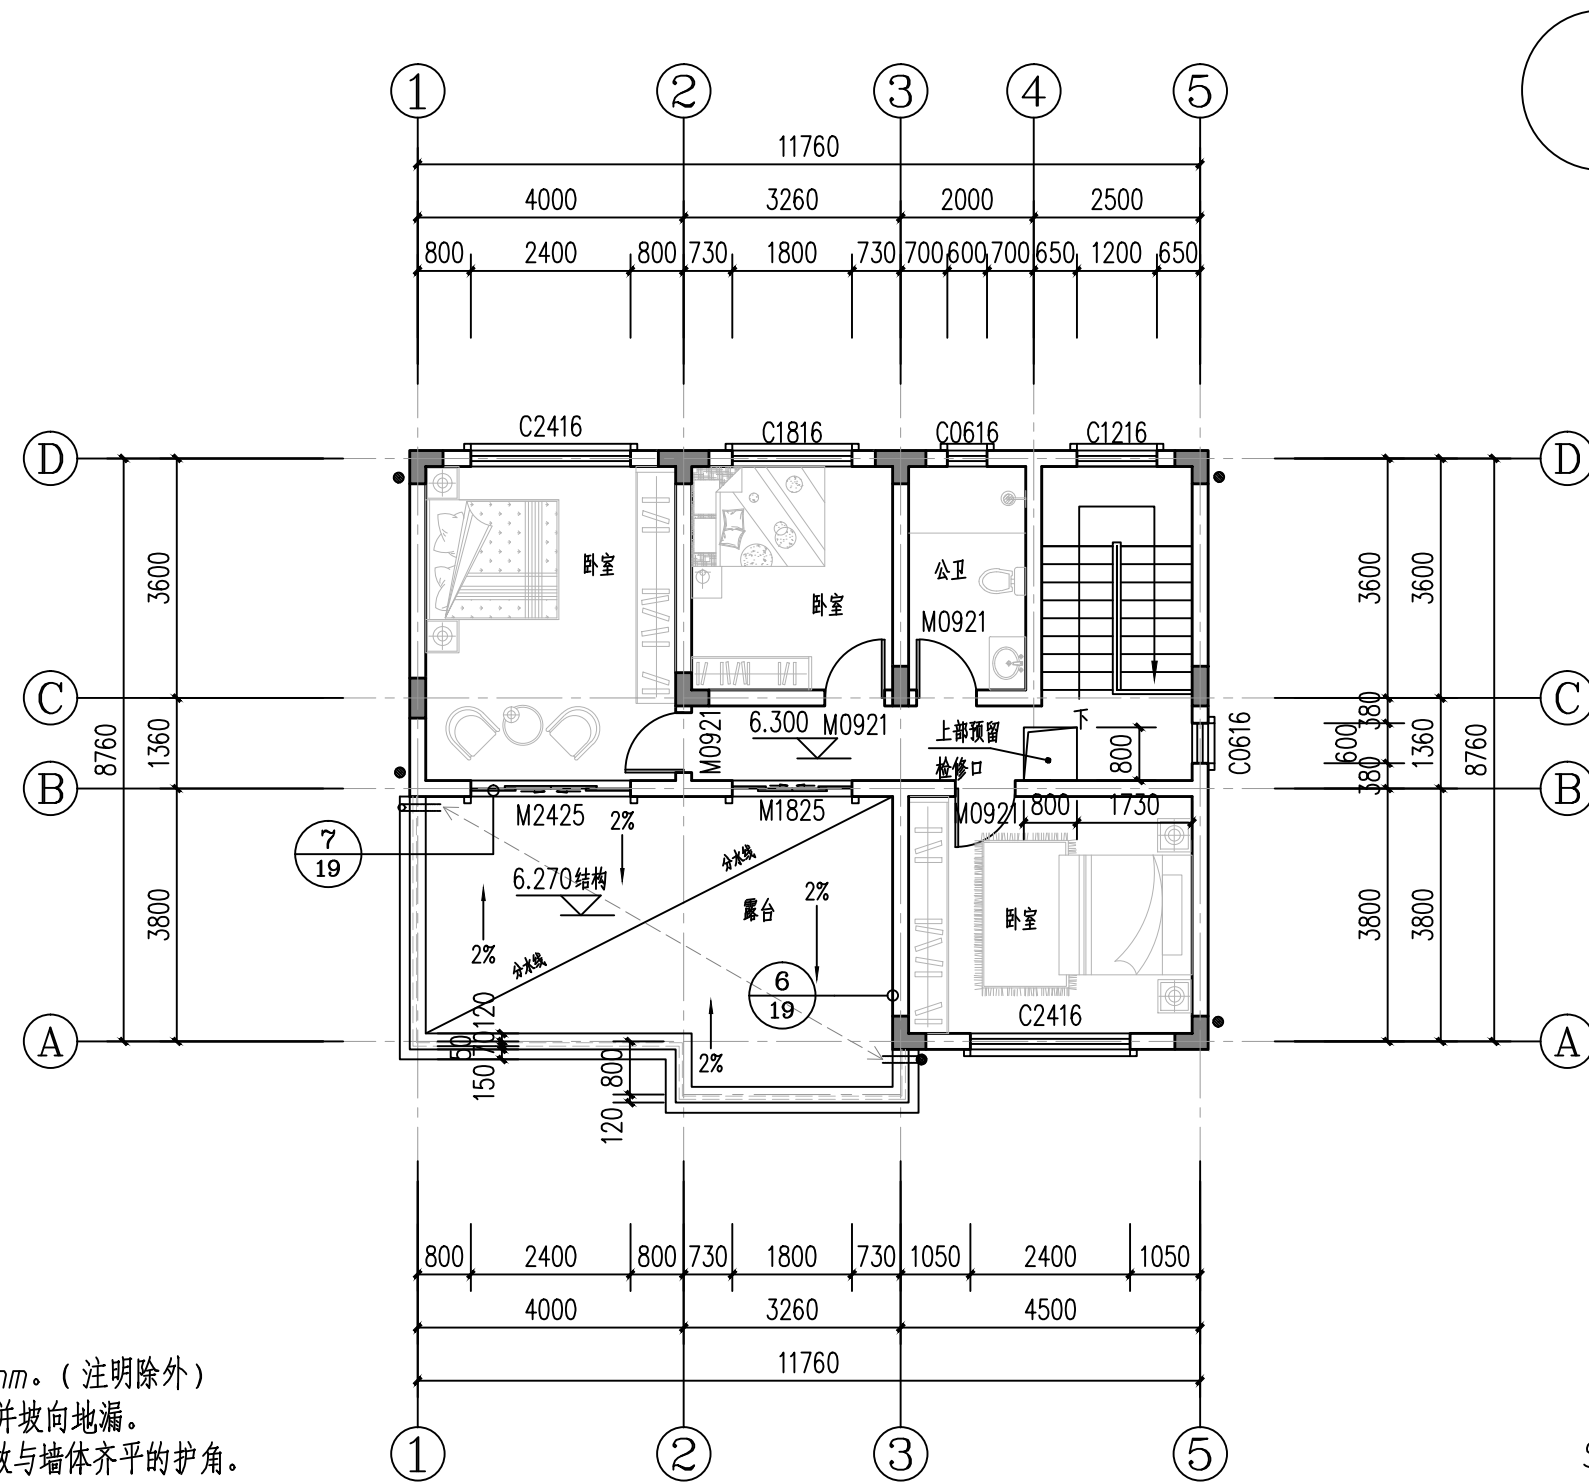 1 2 3 4 5
11760
4000 3260 2000 2500
800 2400 800 730 1800 730 700 600 700 650 1200 650
C2416 C1816 C0616 C1216
D D
3600 3600 3600
卧室 卧室 公卫
M0921
C C
8760 1360 380 600 380 1360 8760
M0921 6.300 M0921 上部预留 下 800 C0616
检修口
B B
M2425 2% M1825 M0921 800 1730
7
19
分水线
6.270结构
露台 2% 卧室
3800 3800 3800
2% 分水线
6
19
C2416
120
A A
50 70
150 800 2%
120
800 2400 800 730 1800 730 1050 2400 1050
4000 3260 4500
11760
1 2 3 5
mm。(注明除外)
并坡向地漏。
与墙体齐平的护角。